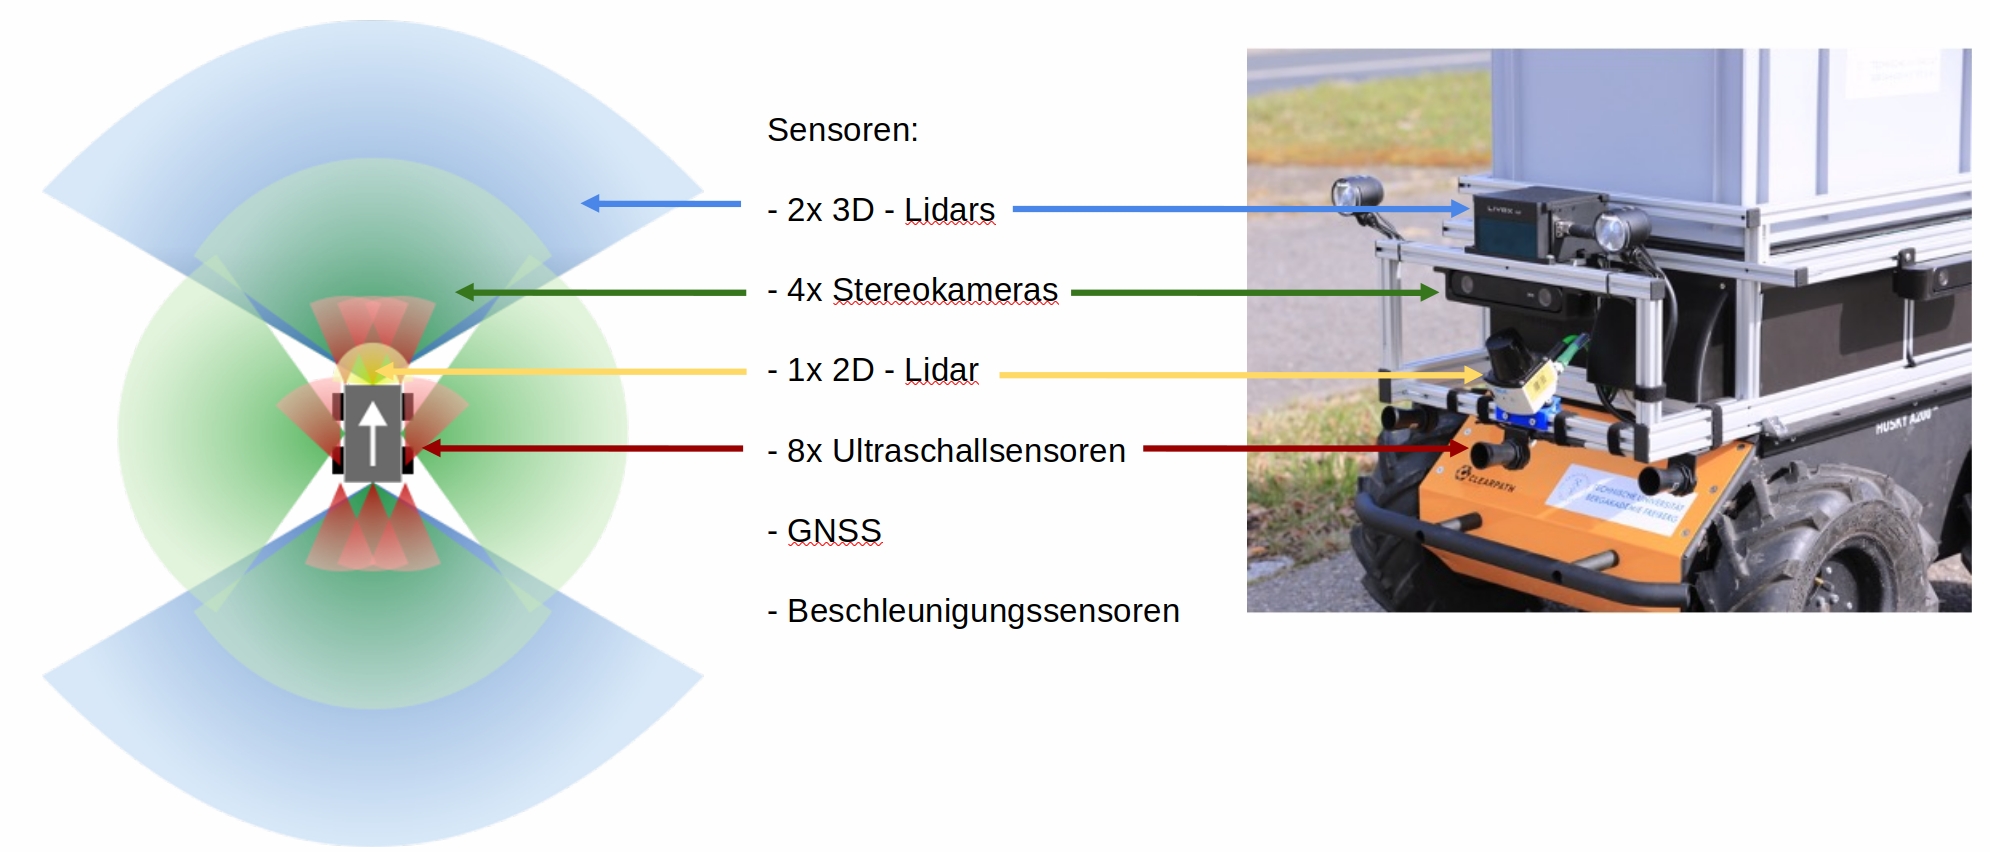 Sensoren:
- 2x 3D - Lidars
- 4x Stereokameras
- 1x 2D - Lidar
- 8x Ultraschallsensoren
- GNSS
- Beschleunigungssensoren
LIVOX
HUSKY A200
CLEARPATH
TECHNISCHE UNIVERSITÄT
BERGAKADEMIE FREIBERG